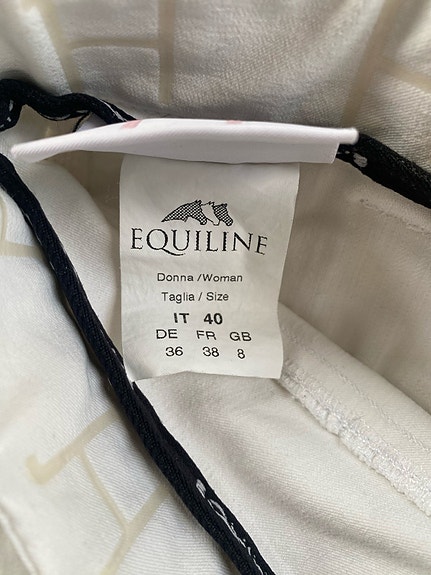 EQUILINE
Donna /Woman
Taglia / Size
IT 40
DE FR GB
36 38 8